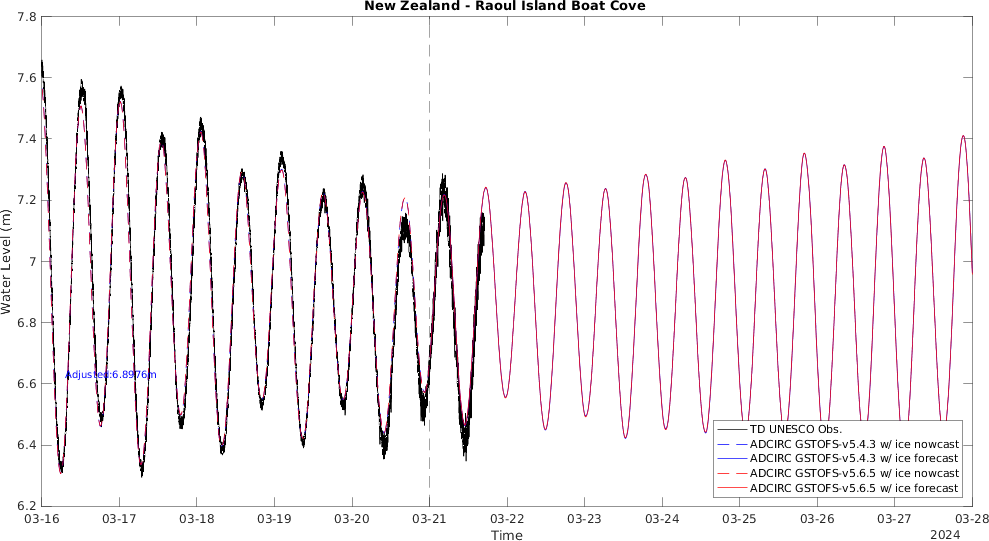 New Zealand - Raoul Island Boat Cove
7.8
7.6
7.4
7.2
7
6.8
6.6
6.4
6.2
Water Level (m)
Adjusted:6.8976m
TD UNESCO Obs.
ADCIRC GSTOFS-v5.4.3 w/ ice nowcast
ADCIRC GSTOFS-v5.4.3 w/ ice forecast
ADCIRC GSTOFS-v5.6.5 w/ ice nowcast
ADCIRC GSTOFS-v5.6.5 w/ ice forecast
03-16 03-17 03-18 03-19 03-20 03-21 03-22 03-23 03-24 03-25 03-26 03-27 03-28
Time 2024